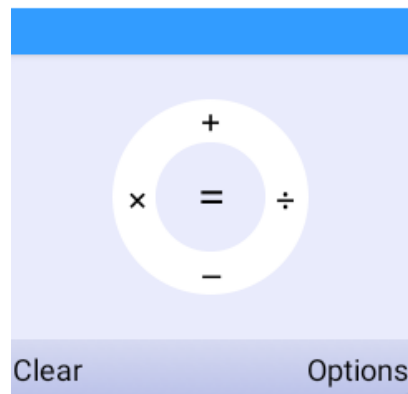 +
× = ÷
−
Clear Options